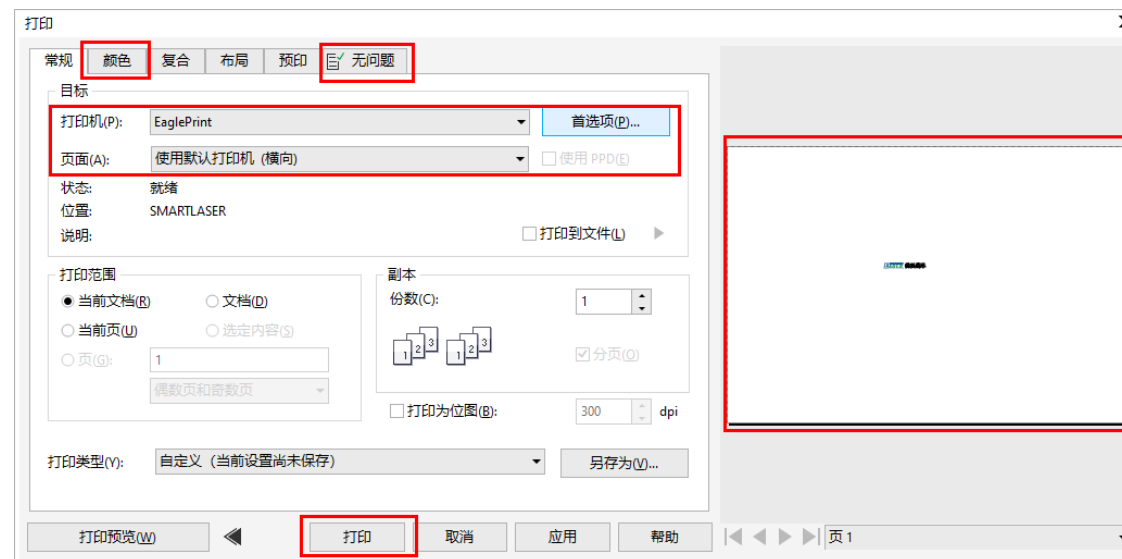 打印
常规 颜色 复合 布局 预印 无问题
目标
打印机(P): EaglePrint 首选项(P)...
页面(A): 使用默认打印机 (横向) 使用 PPD(E)
状态: 就绪
位置: SMARTLASER
说明: 打印到文件(L)
打印范围
当前文档(R) 文档(D)
当前页(U) 选定内容(S)
页(G): 1
偶数页和奇数页
副本
份数(C): 1
1 2 3 1 2 3
分页(O)
打印为位图(B): 300 dpi
打印类型(Y): 自定义（当前设置尚未保存） 另存为(V)...
打印预览(W) 打印 取消 应用 帮助 页 1